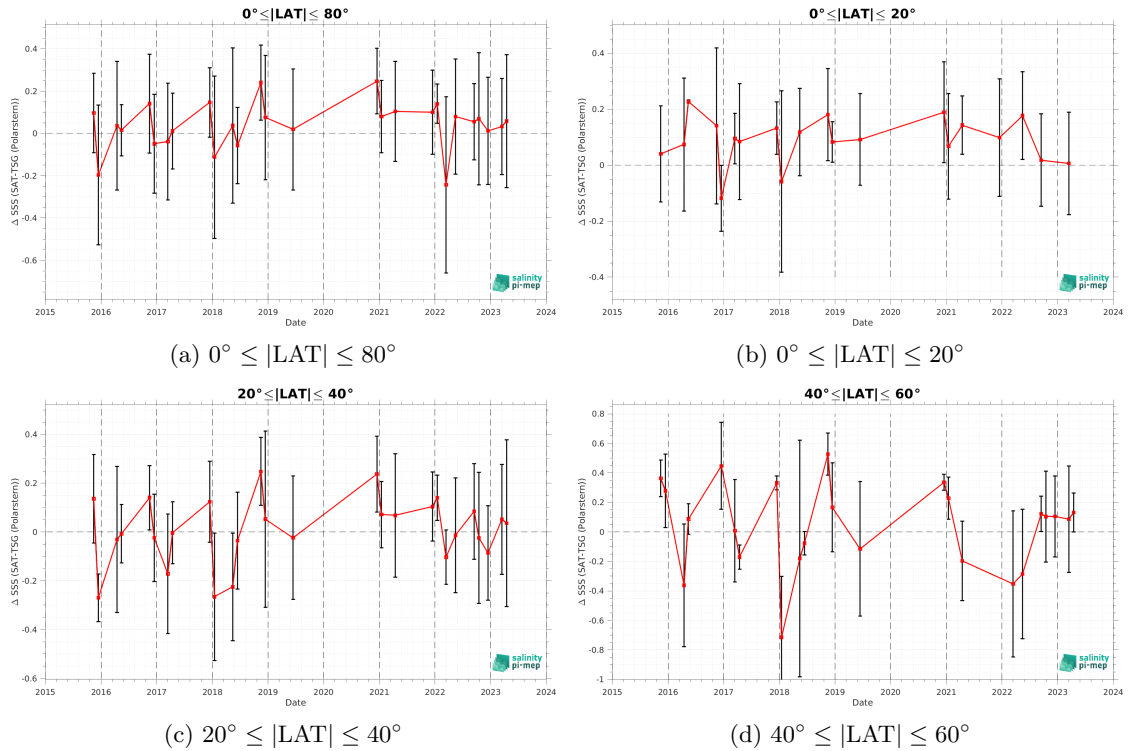 0°≤|LAT|≤ 80°
0.4
0.2
0
-0.2
-0.4
-0.6
Δ SSS (SAT-TSG (Polarstern))
2015 2016 2017 2018 2019 2020 2021 2022 2023 2024
Date
salinity
pi-mep
(a) 0° ≤ |LAT| ≤ 80°
0°≤|LAT|≤ 20°
0.4
0.2
0
-0.2
-0.4
Δ SSS (SAT-TSG (Polarstern))
2015 2016 2017 2018 2019 2020 2021 2022 2023 2024
Date
salinity
pi-mep
(b) 0° ≤ |LAT| ≤ 20°
20°≤|LAT|≤ 40°
0.4
0.2
0
-0.2
-0.4
-0.6
Δ SSS (SAT-TSG (Polarstern))
2015 2016 2017 2018 2019 2020 2021 2022 2023 2024
Date
salinity
pi-mep
(c) 20° ≤ |LAT| ≤ 40°
40°≤|LAT|≤ 60°
0.8
0.6
0.4
0.2
0
-0.2
-0.4
-0.6
-0.8
-1
Δ SSS (SAT-TSG (Polarstern))
2015 2016 2017 2018 2019 2020 2021 2022 2023 2024
Date
salinity
pi-mep
(d) 40° ≤ |LAT| ≤ 60°